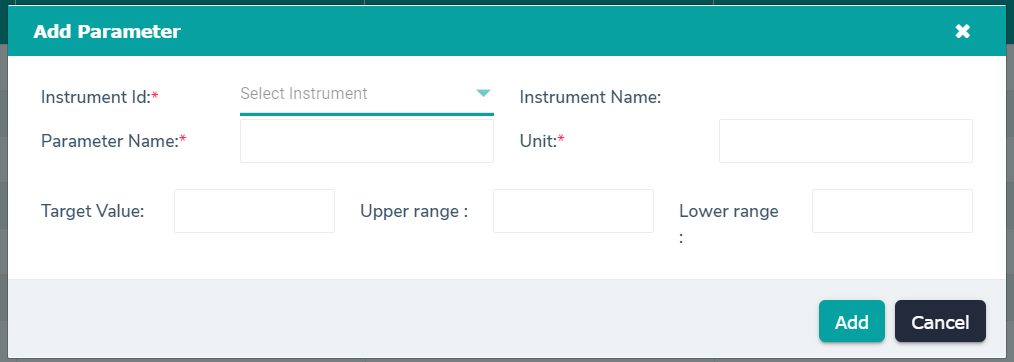 Add Parameter ✖
Instrument Id:* Select Instrument Instrument Name:
Parameter Name:* Unit:*
Target Value: Upper range : Lower range
:
Add Cancel